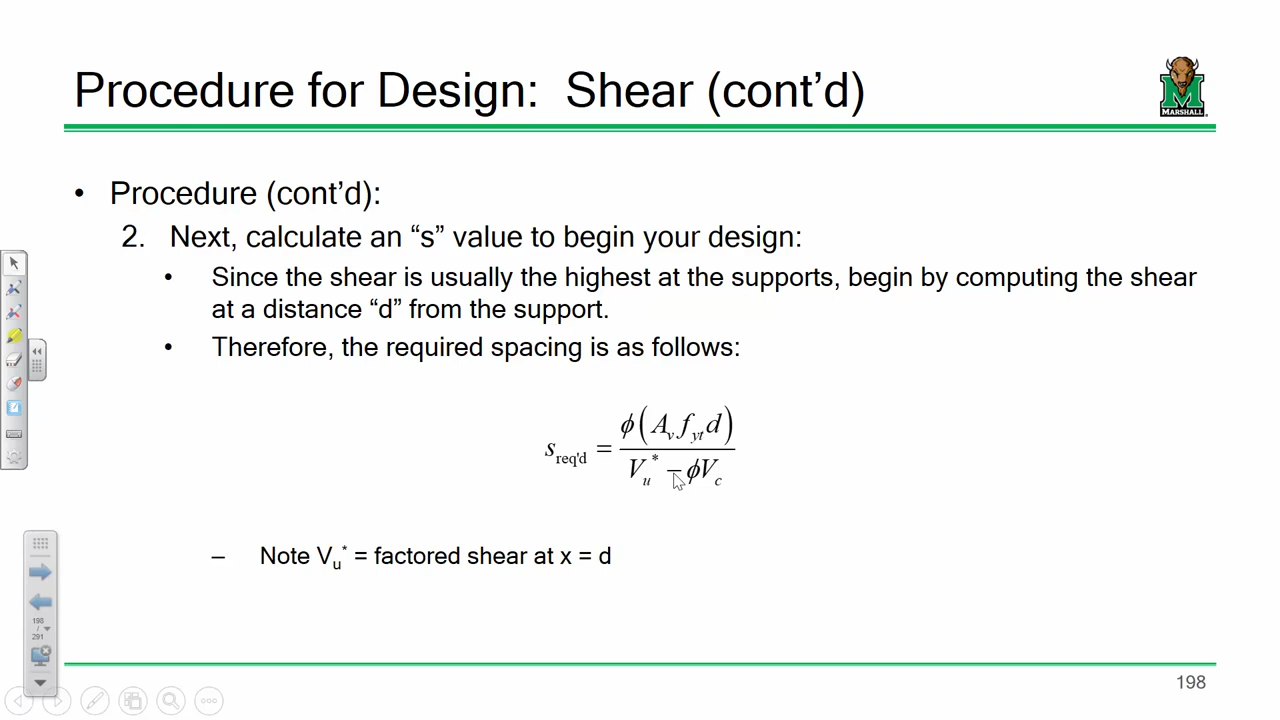 Procedure for Design:  Shear (cont’d)
MARSHALL
• Procedure (cont’d):
2. Next, calculate an “s” value to begin your design:
• Since the shear is usually the highest at the supports, begin by computing the shear
at a distance “d” from the support.
• Therefore, the required spacing is as follows:
s_req'd = ϕ(A_v f_yt d) / (V_u^* − ϕV_c)
– Note V_u^* = factored shear at x = d
198
/
291
198